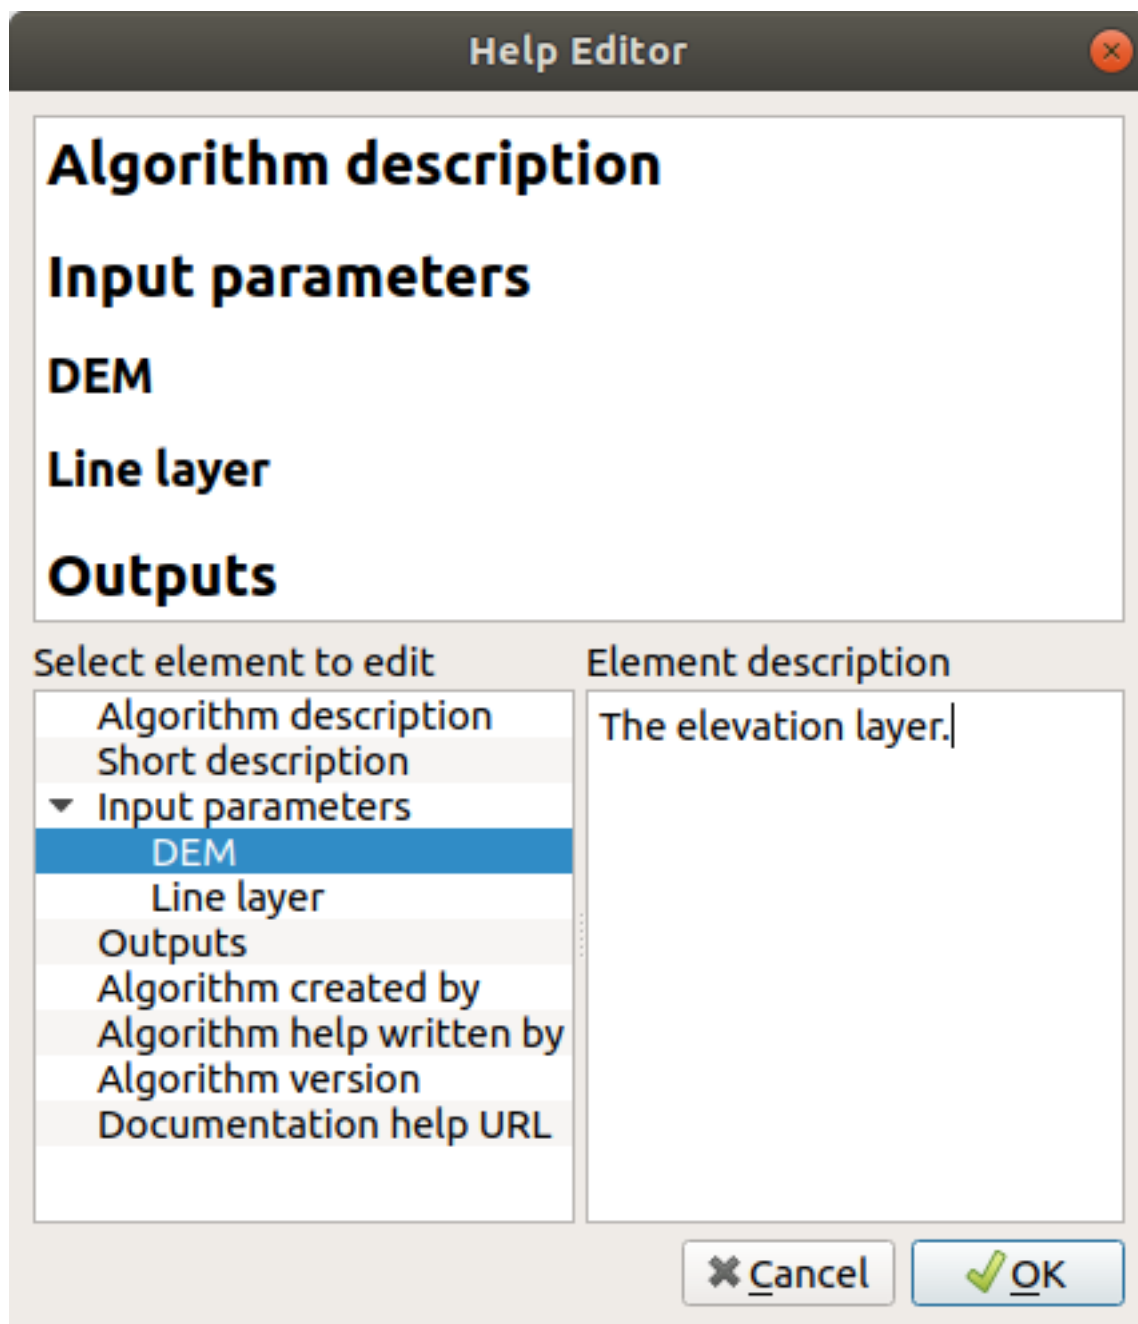 Help Editor
Algorithm description
Input parameters
DEM
Line layer
Outputs
Select element to edit
Algorithm description
Short description
Input parameters
DEM
Line layer
Outputs
Algorithm created by
Algorithm help written by
Algorithm version
Documentation help URL
Element description
The elevation layer.
Cancel
OK